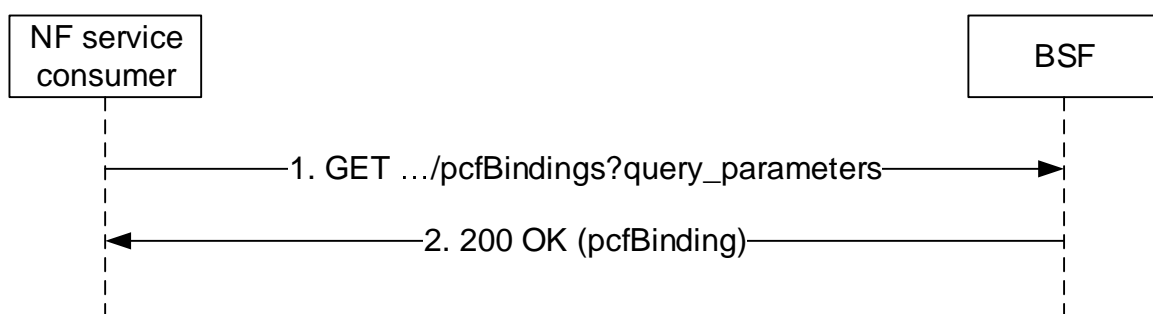 NF service
consumer
BSF
1. GET …/pcfBindings?query_parameters
2. 200 OK (pcfBinding)